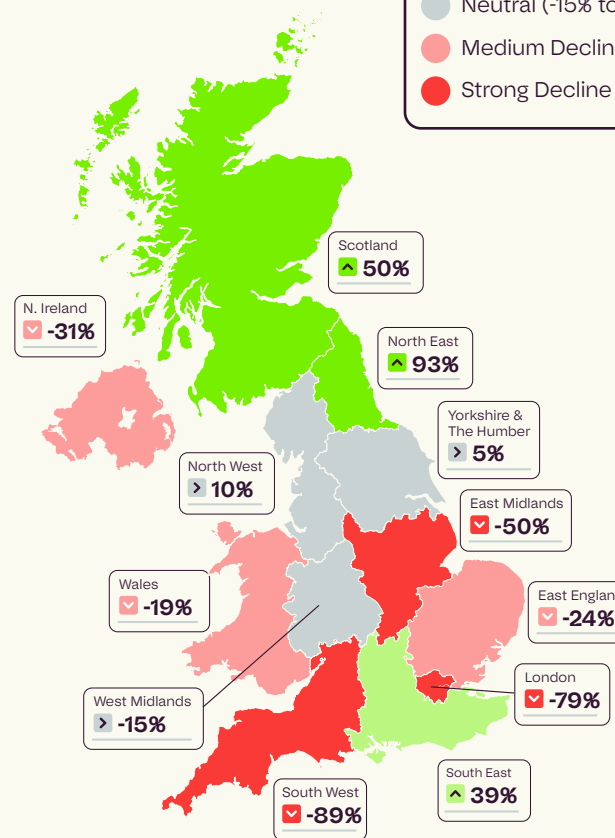 Neutral (-15% to
Medium Declin
Strong Decline
Scotland
50%
N. Ireland
-31%
North East
93%
Yorkshire &
The Humber
5%
North West
10%
East Midlands
-50%
Wales
-19%
East Englan
-24%
London
-79%
West Midlands
-15%
South East
39%
South West
-89%